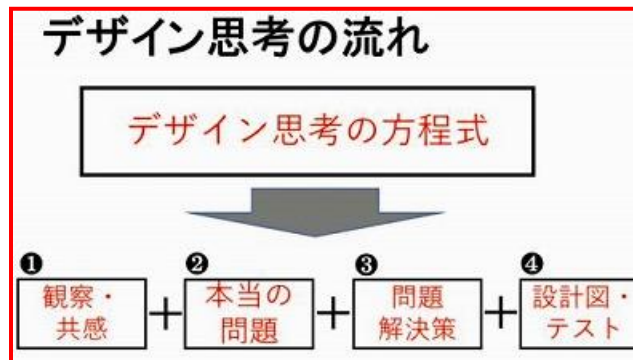 デザイン思考の流れ
デザイン思考の方程式
❶
観察・
共感
+
❷
本当の
問題
+
❸
問題
解決策
+
❹
設計図・
テスト